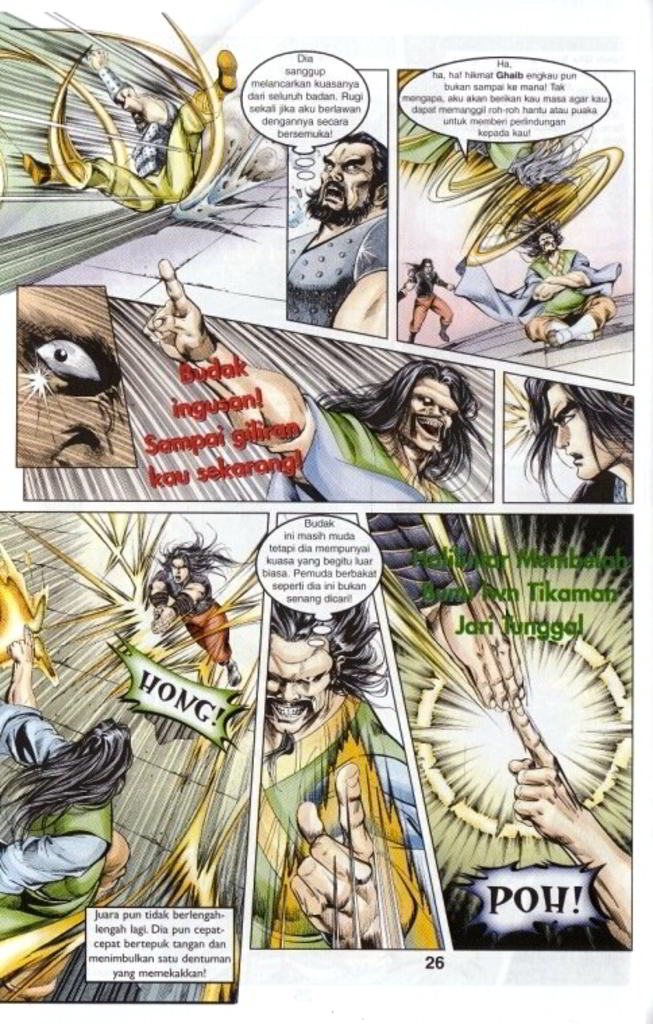 Dia
sanggup
melancarkan kuasanya
dari seluruh badan. Rugi
sekali jika aku berlawan
dengannya secara
bersemuka!
Ha,
ha, ha! hikmat Ghaib engkau pun
bukan sampai ke mana! Tak
mengapa, aku akan berikan kau masa agar kau
dapat memanggil roh-roh hantu atau puaka
untuk memberi perlindungan
kepada kau!
Budak
ingusan!
Sampai giliran
kau sekarang!
HONG!
Juara pun tidak berlengah-
lengah lagi. Dia pun cepat-
cepat bertepuk tangan dan
menimbulkan satu dentuman
yang memekakkan!
Budak
ini masih muda
tetapi dia mempunyai
kuasa yang begitu luar
biasa. Pemuda berbakat
seperti dia ini bukan
senang dicari!
Halilintar Membelah
Bumi Tikaman
Jari Tunggal
POH!
26